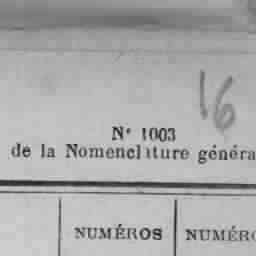 16
N° 1003
de la Nomenclature généra
NUMÉROS NUMÉRO